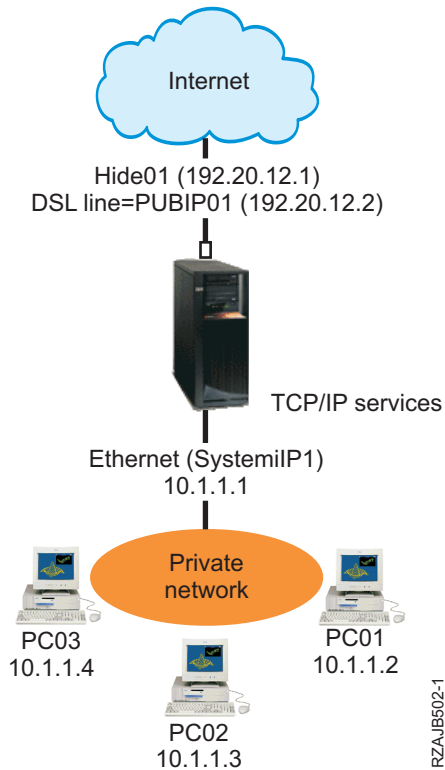 Internet
Hide01 (192.20.12.1)
DSL line=PUBIP01 (192.20.12.2)
TCP/IP services
Ethernet (SystemiIP1)
10.1.1.1
Private
network
PC03
10.1.1.4
PC01
10.1.1.2
PC02
10.1.1.3
RZAJB502-1